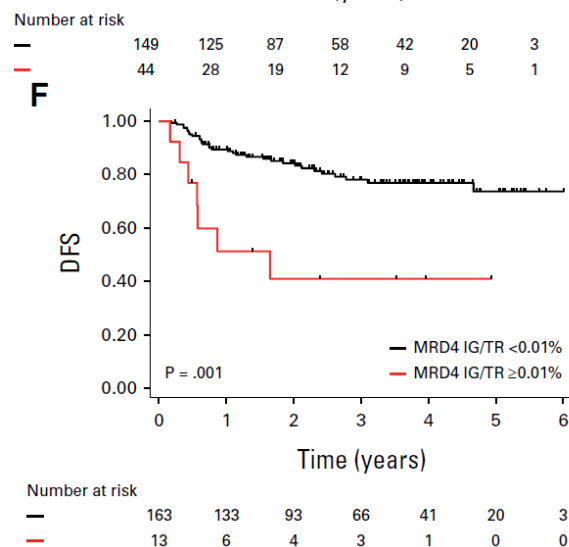 Number at risk
149 125 87 58 42 20 3
44 28 19 12 9 5 1
F
1.00
0.80
0.60
0.40
0.20
0.00
DFS
MRD4 IG/TR <0.01%
P = .001 MRD4 IG/TR ≥0.01%
0 1 2 3 4 5 6
Time (years)
Number at risk
163 133 93 66 41 20 3
13 6 4 3 1 0 0